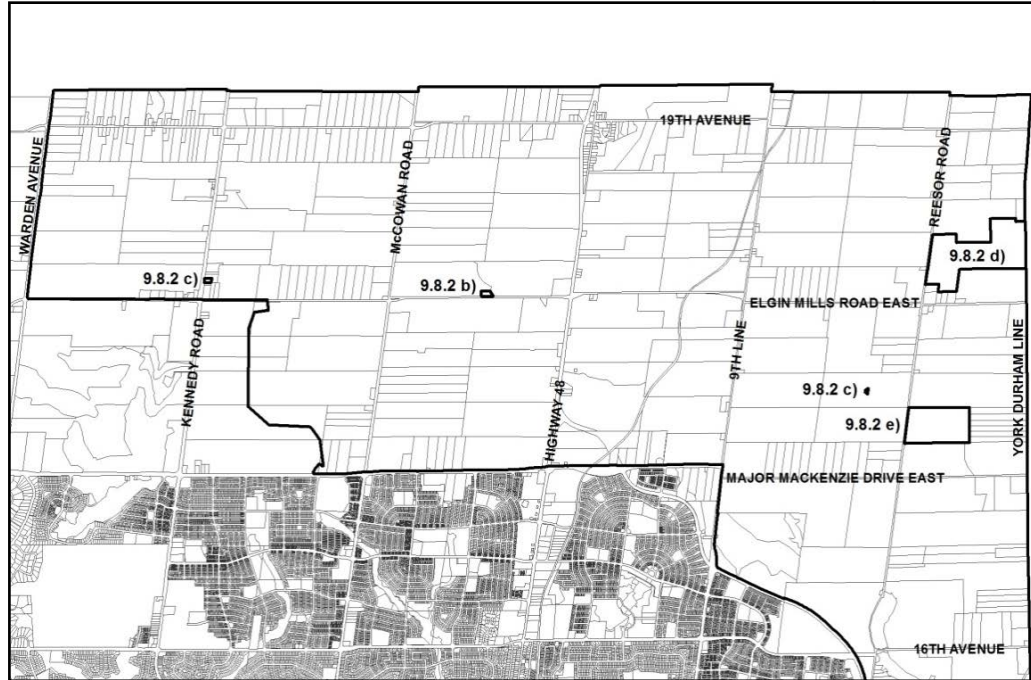 19TH AVENUE
WARDEN AVENUE
McCOWAN ROAD
REESOR ROAD
9.8.2 d)
9.8.2 c)
9.8.2 b)
ELGIN MILLS ROAD EAST
KENNEDY ROAD
HIGHWAY 48
9TH LINE
YORK DURHAM LINE
9.8.2 c)
9.8.2 e)
MAJOR MACKENZIE DRIVE EAST
16TH AVENUE